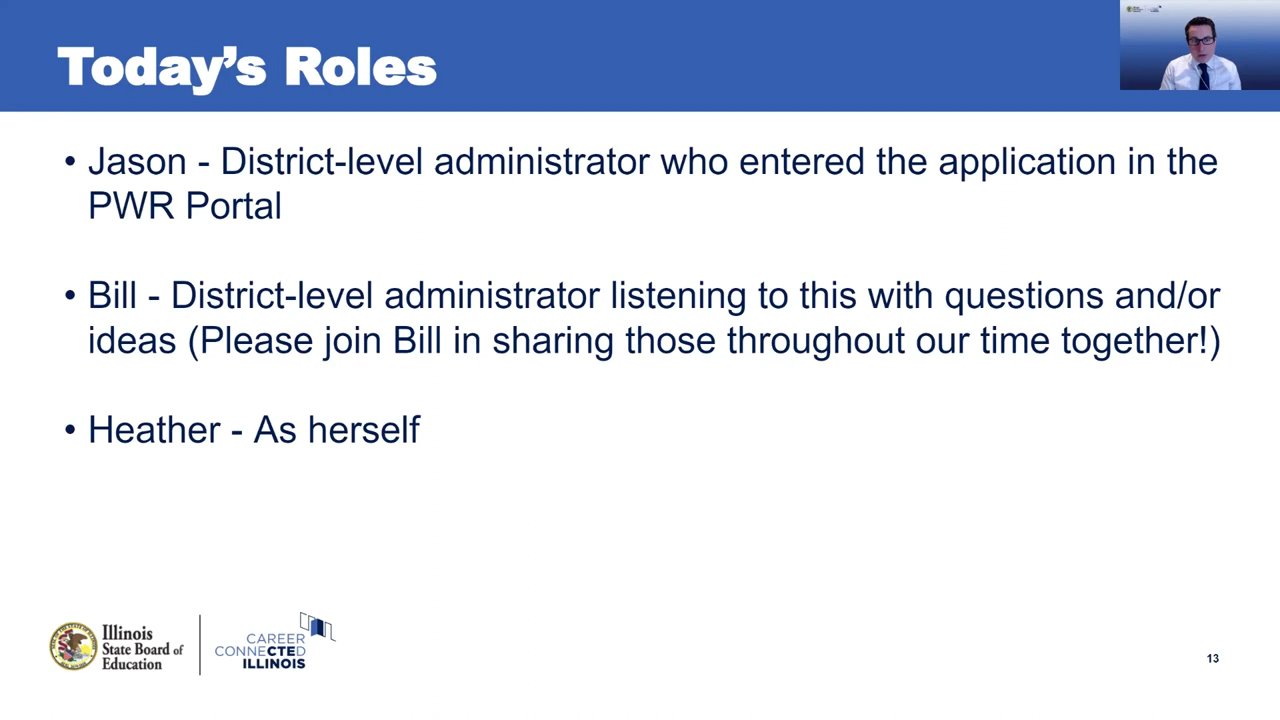 Today's Roles
• Jason - District-level administrator who entered the application in the
PWR Portal
• Bill - District-level administrator listening to this with questions and/or
ideas (Please join Bill in sharing those throughout our time together!)
• Heather - As herself
Illinois
State Board of
Education
CAREER
CONNECTED
ILLINOIS
13